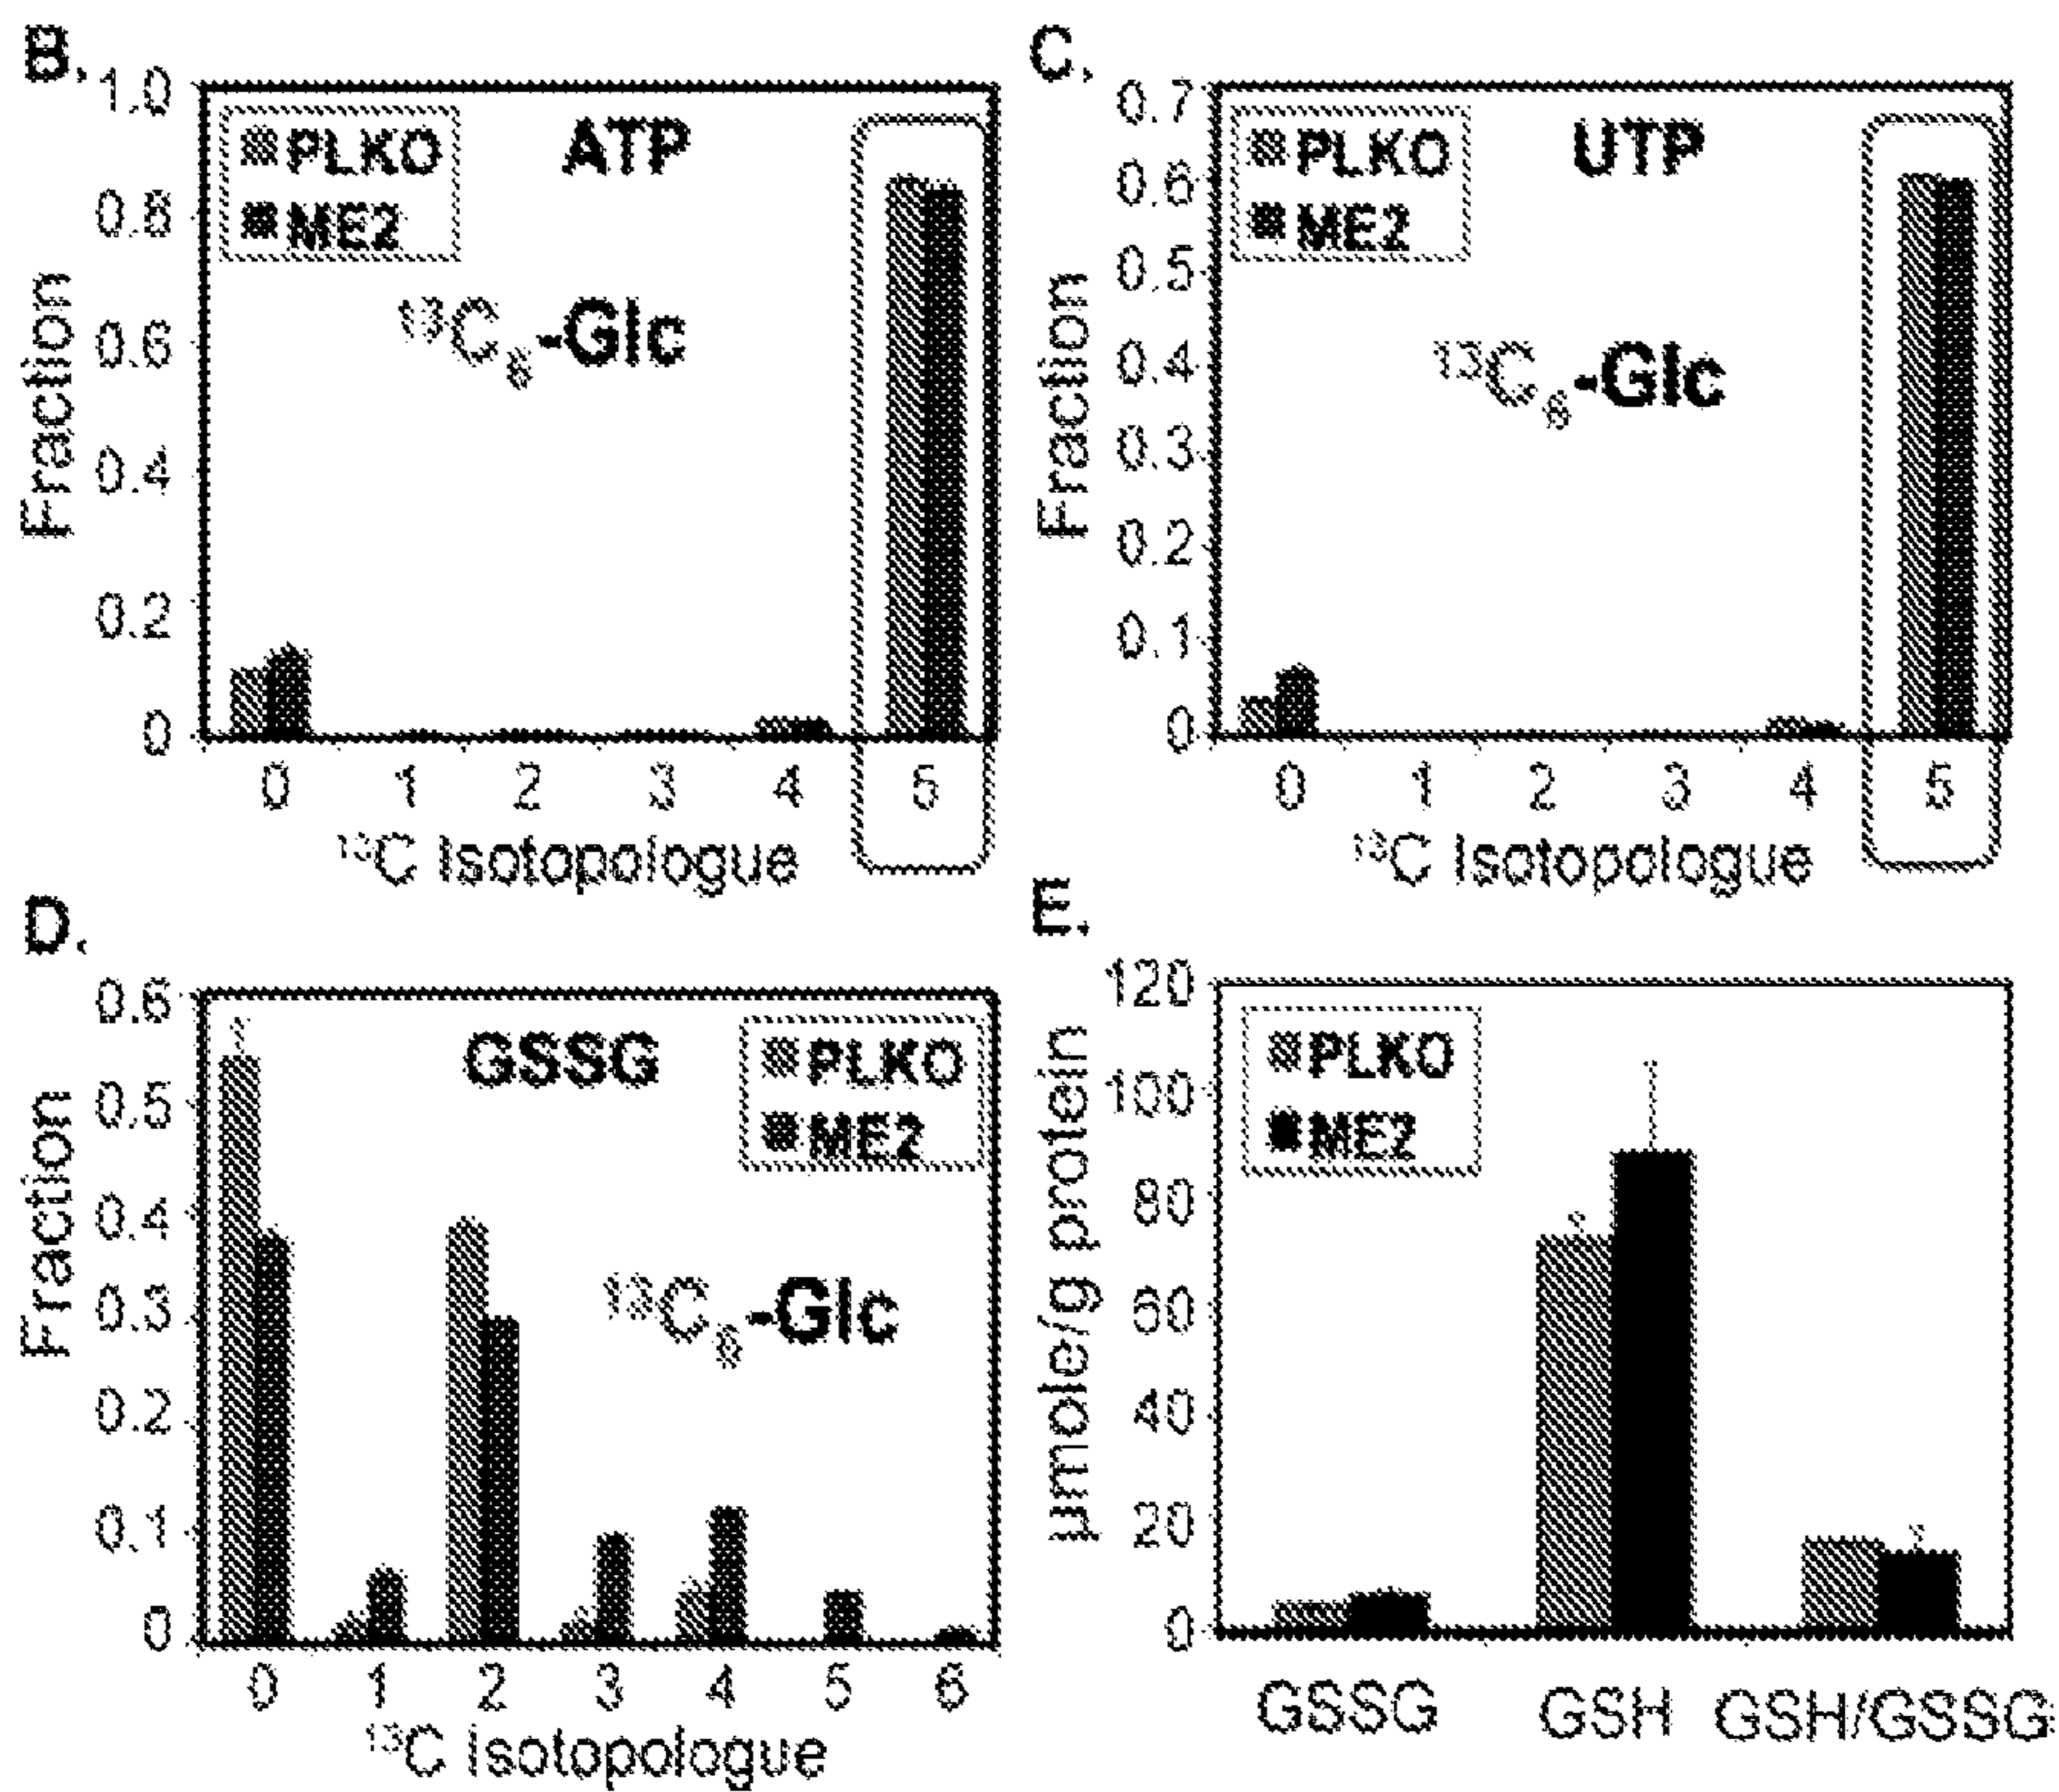 B.
1.0
0.8
0.6
0.4
0.2
0
Fraction
PLKO
ME2
ATP
¹³C₆-Glc
0 1 2 3 4 5
¹³C Isotopologue
C.
0.7
0.6
0.5
0.4
0.3
0.2
0.1
0
Fraction
PLKO
ME2
UTP
¹³C₆-Glc
0 1 2 3 4 5
¹³C Isotopologue
D.
0.6
0.5
0.4
0.3
0.2
0.1
0
Fraction
GSSG
PLKO
ME2
¹³C₆-Glc
0 1 2 3 4 5 6
¹³C Isotopologue
E.
120
100
80
60
40
20
0
µmole/g protein
PLKO
ME2
GSSG GSH GSH/GSSG